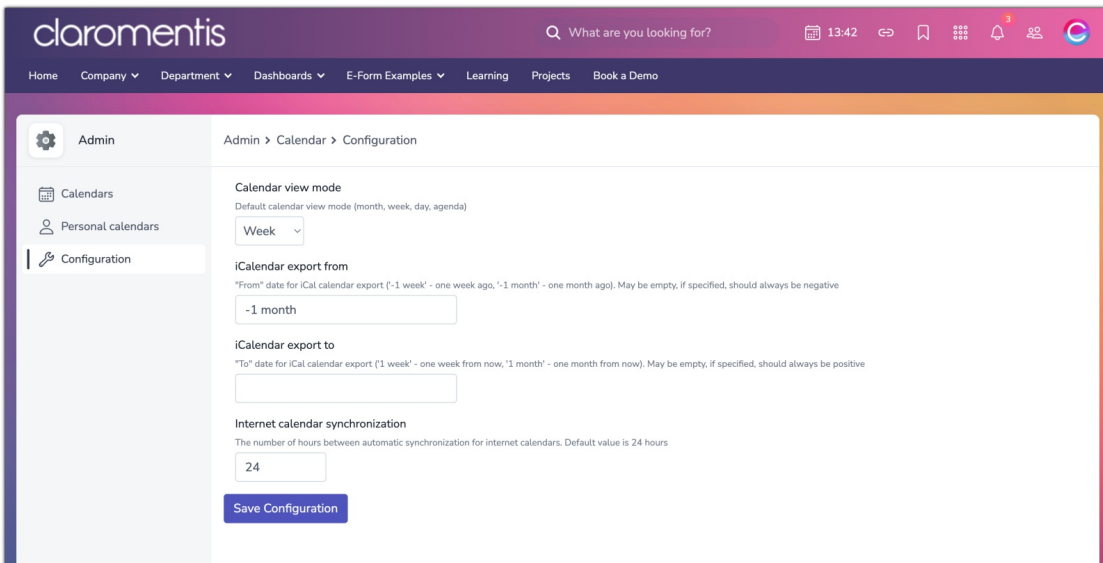 claromentis
What are you looking for?
13:42
3
Home Company Department Dashboards E-Form Examples Learning Projects Book a Demo
Admin
Admin > Calendar > Configuration
Calendars
Personal calendars
Configuration
Calendar view mode
Default calendar view mode (month, week, day, agenda)
Week
iCalendar export from
"From" date for iCal calendar export ('-1 week' - one week ago, '-1 month' - one month ago). May be empty, if specified, should always be negative
-1 month
iCalendar export to
"To" date for iCal calendar export ('1 week' - one week from now, '1 month' - one month from now). May be empty, if specified, should always be positive
Internet calendar synchronization
The number of hours between automatic synchronization for internet calendars. Default value is 24 hours
24
Save Configuration